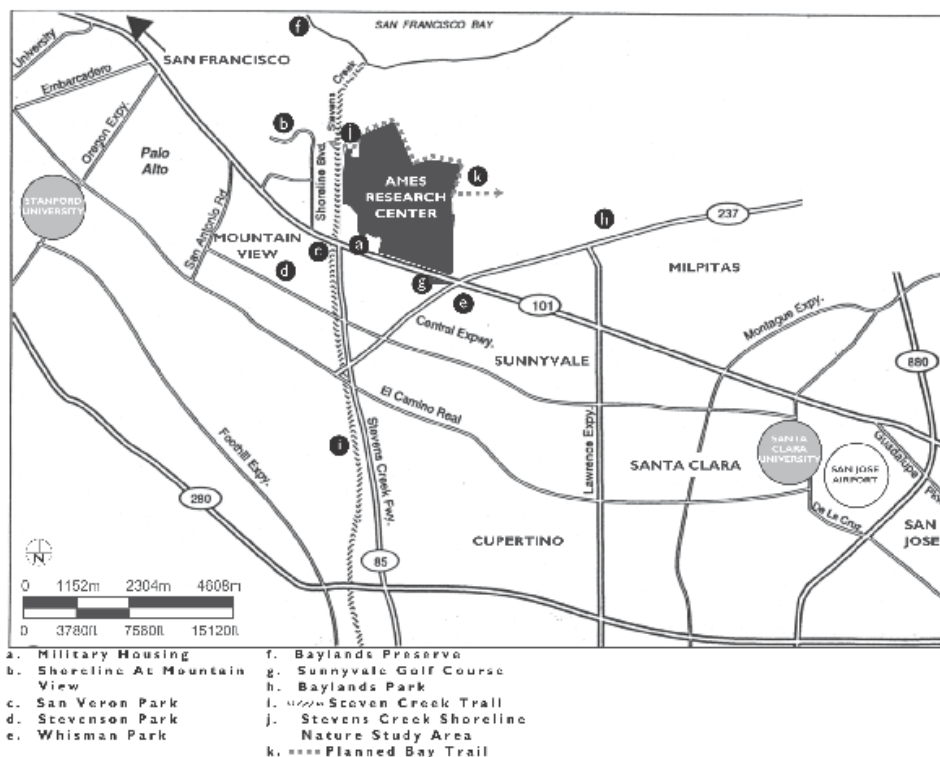 f
SAN FRANCISCO BAY
University
SAN FRANCISCO
Embarcadero
Stevens Creek
Oregon Expy.
b
j
Palo
Alto
Shoreline Blvd.
AMES
RESEARCH
CENTER
k
STANFORD
UNIVERSITY
San Antonio Rd
MOUNTAIN
VIEW
c
a
h
237
MILPITAS
d
g
e
101
Montague Expy.
Central Expwy.
SUNNYVALE
880
El Camino Real
i
Foothill Expy.
Stevens Creek Fwy.
Lawrence Expy.
SANTA CLARA
SANTA
CLARA
UNIVERSITY
SAN JOSE
AIRPORT
Guadalupe
280
De La Cruz
SAN
JOSE
CUPERTINO
85
N
0 1152m 2304m 4608m
0 3780ft 7580ft 15120ft
a. Military Housing
b. Shoreline At Mountain
View
c. San Veron Park
d. Stevenson Park
e. Whisman Park
f. Baylands Preserve
g. Sunnyvale Golf Course
h. Baylands Park
i. Steven Creek Trail
j. Stevens Creek Shoreline
Nature Study Area
k. Planned Bay Trail